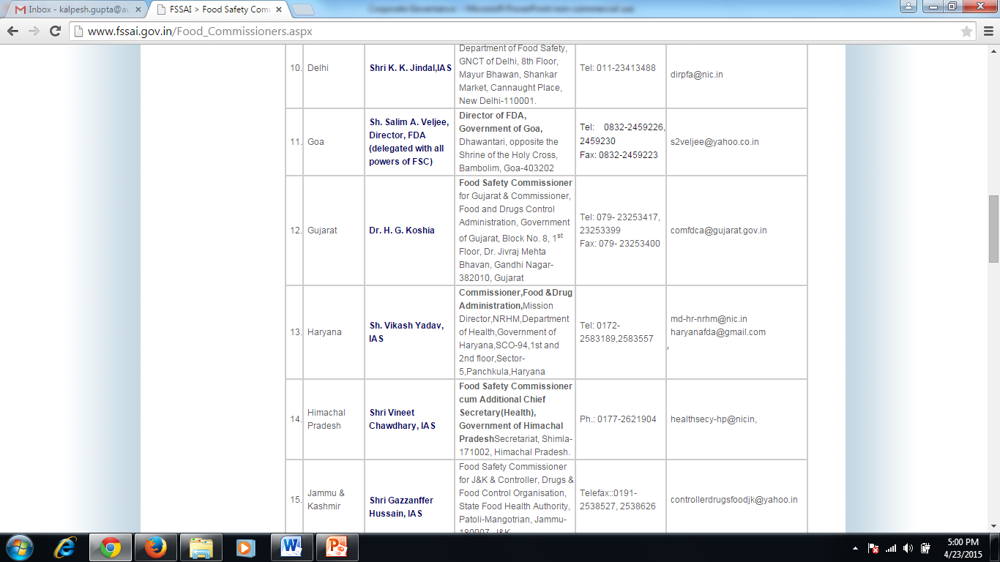 Inbox - kalpesh.gupta@a
FSSAI > Food Safety Com
Corporate Governance - Microsoft PowerPoint non-commercial use
www.fssai.gov.in/Food_Commissioners.aspx
10.
Delhi
Shri K. K. Jindal,IAS
Department of Food Safety,
GNCT of Delhi, 8th Floor,
Mayur Bhawan, Shankar
Market, Cannaught Place,
New Delhi-110001.
Tel: 011-23413488
dirpfa@nic.in
11.
Goa
Sh. Salim A. Veljee,
Director, FDA
(delegated with all
powers of FSC)
Director of FDA,
Government of Goa,
Dhawantari, opposite the
Shrine of the Holy Cross,
Bambolim, Goa-403202
Tel: 0832-2459226,
2459230
Fax: 0832-2459223
s2veljee@yahoo.co.in
12.
Gujarat
Dr. H. G. Koshia
Food Safety Commissioner
for Gujarat & Commissioner,
Food and Drugs Control
Administration, Government
of Gujarat, Block No. 8, 1st
Floor, Dr. Jivraj Mehta
Bhavan, Gandhi Nagar-
382010, Gujarat
Tel: 079- 23253417,
23253399
Fax: 079- 23253400
comfdca@gujarat.gov.in
13.
Haryana
Sh. Vikash Yadav,
IAS
Commissioner,Food &Drug
Administration,Mission
Director,NRHM,Department
of Health,Government of
Haryana,SCO-94,1st and
2nd floor,Sector-
5,Panchkula,Haryana
Tel: 0172-
2583189,2583557
md-hr-nrhm@nic.in
haryanafda@gmail.com
,
14.
Himachal
Pradesh
Shri Vineet
Chawdhary, IAS
Food Safety Commissioner
cum Additional Chief
Secretary(Health),
Government of Himachal
PradeshSecretariat, Shimla-
171002, Himachal Pradesh.
Ph.: 0177-2621904
healthsecy-hp@nicin,
15.
Jammu &
Kashmir
Shri Gazzanffer
Hussain, IAS
Food Safety Commissioner
for J&K & Controller, Drugs &
Food Control Organisation,
State Food Health Authority,
Patoli-Mangotrian, Jammu-
180007, J&K
Telefax::0191-
2538527, 2538626
controllerdrugsfoodjk@yahoo.in
5:00 PM
4/23/2015